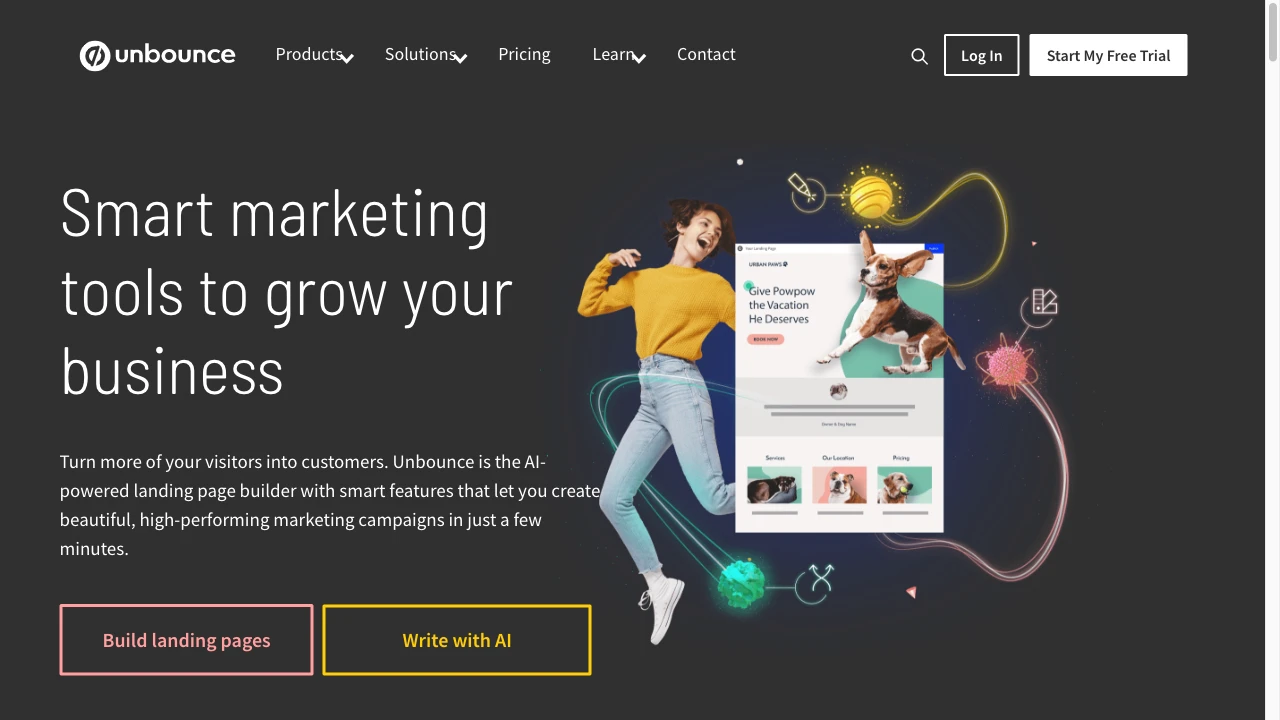 unbounce
Products
Solutions
Pricing
Learn
Contact
Log In
Start My Free Trial
Smart marketing
tools to grow your
business
Turn more of your visitors into customers. Unbounce is the AI-
powered landing page builder with smart features that let you create
beautiful, high-performing marketing campaigns in just a few
minutes.
Build landing pages
Write with AI
Your Landing Page
URBAN PAWS
Give Powpow
the Vacation
He Deserves
BOOK NOW
Owner & Dog Name
Services
Our Location
Pricing